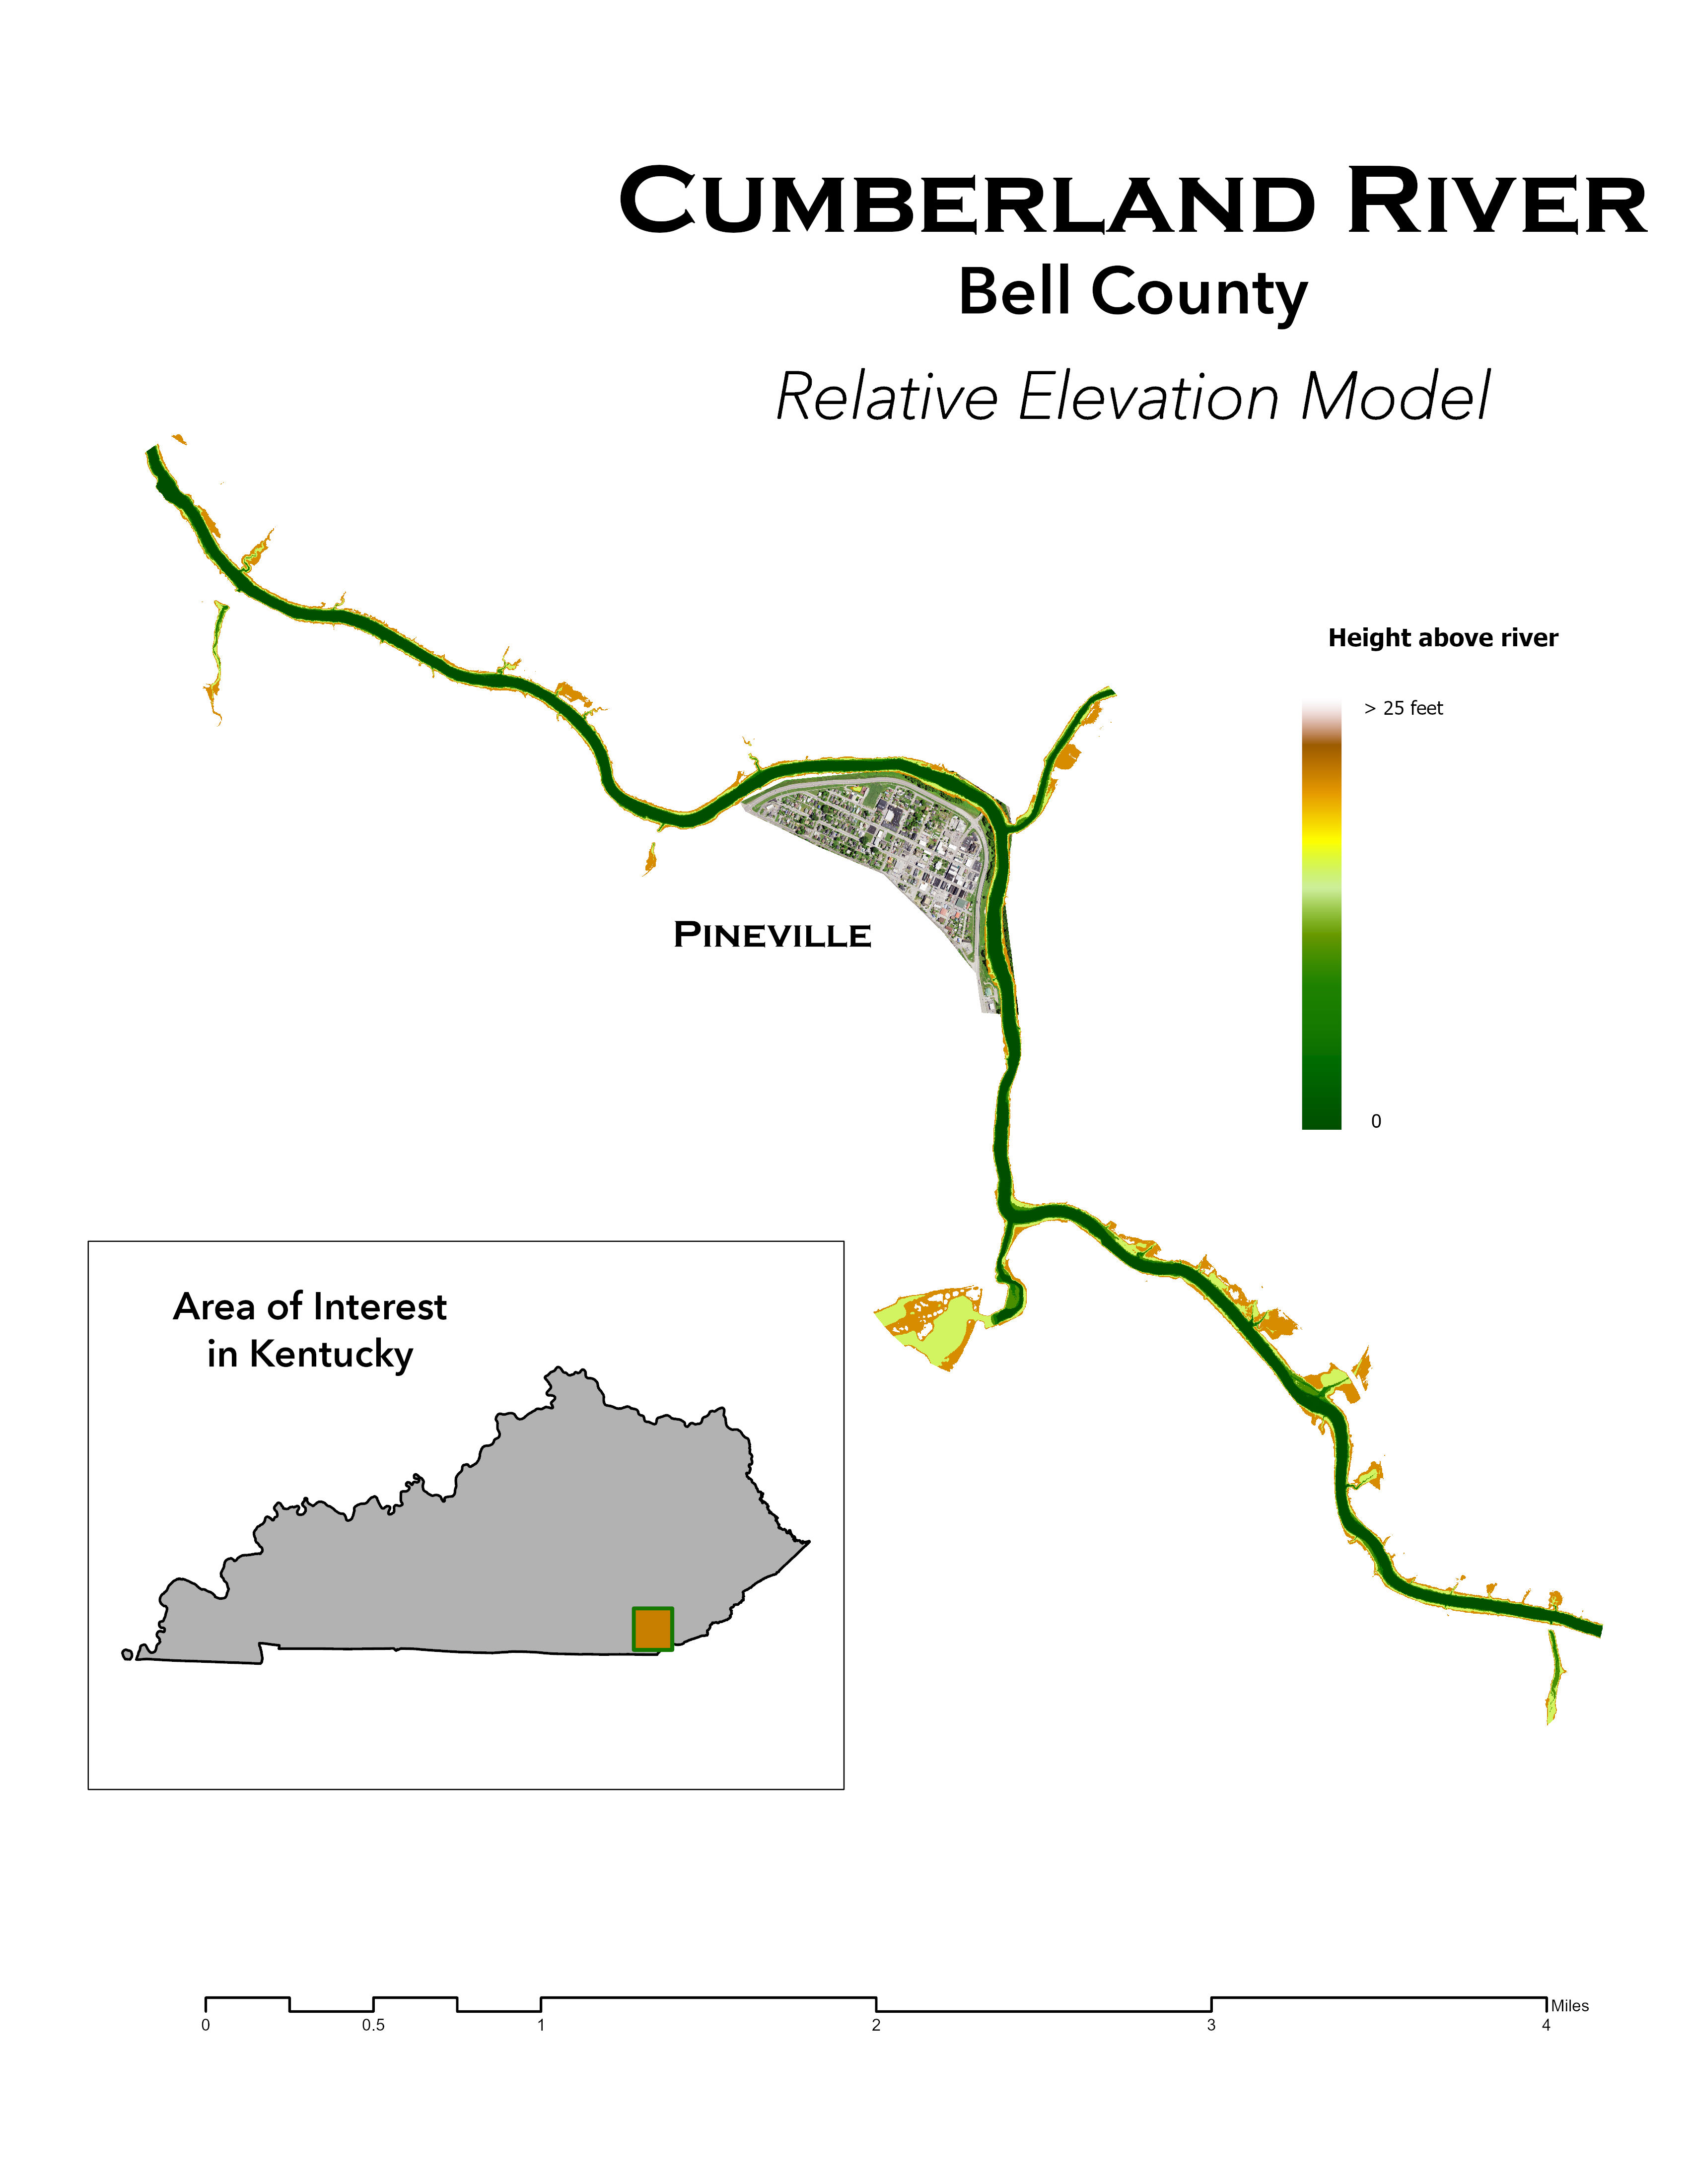 CUMBERLAND RIVER
Bell County
Relative Elevation Model
Height above river
> 25 feet
0
PINEVILLE
Area of Interest
in Kentucky
Miles
0
0.5
1
2
3
4